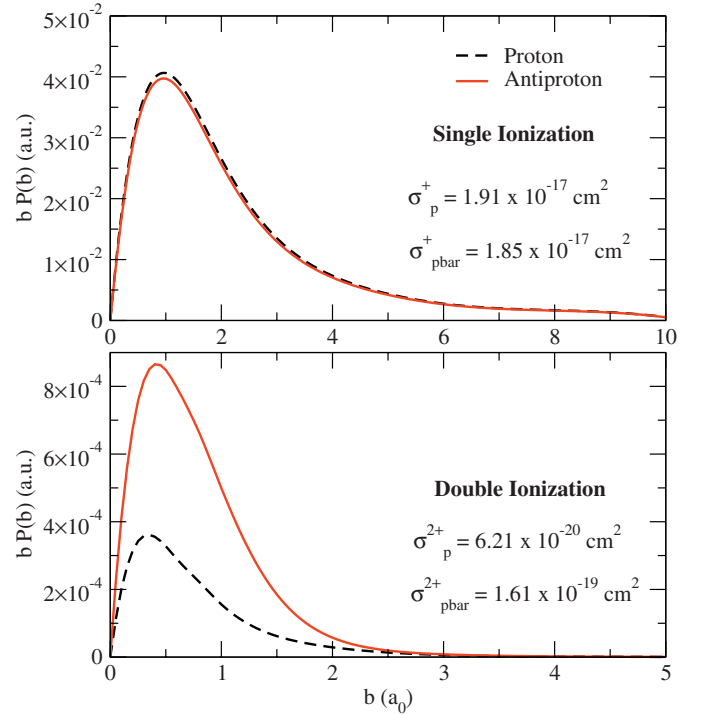 5×10⁻²
4×10⁻²
3×10⁻²
2×10⁻²
1×10⁻²
0
b P(b) (a.u.)
Proton
Antiproton
Single Ionization
σ⁺ₚ = 1.91 x 10⁻¹⁷ cm²
σ⁺pbar = 1.85 x 10⁻¹⁷ cm²
0 2 4 6 8 10
8×10⁻⁴
6×10⁻⁴
4×10⁻⁴
2×10⁻⁴
0
b P(b) (a.u.)
Double Ionization
σ²⁺ₚ = 6.21 x 10⁻²⁰ cm²
σ²⁺pbar = 1.61 x 10⁻¹⁹ cm²
0 1 2 3 4 5
b (a₀)